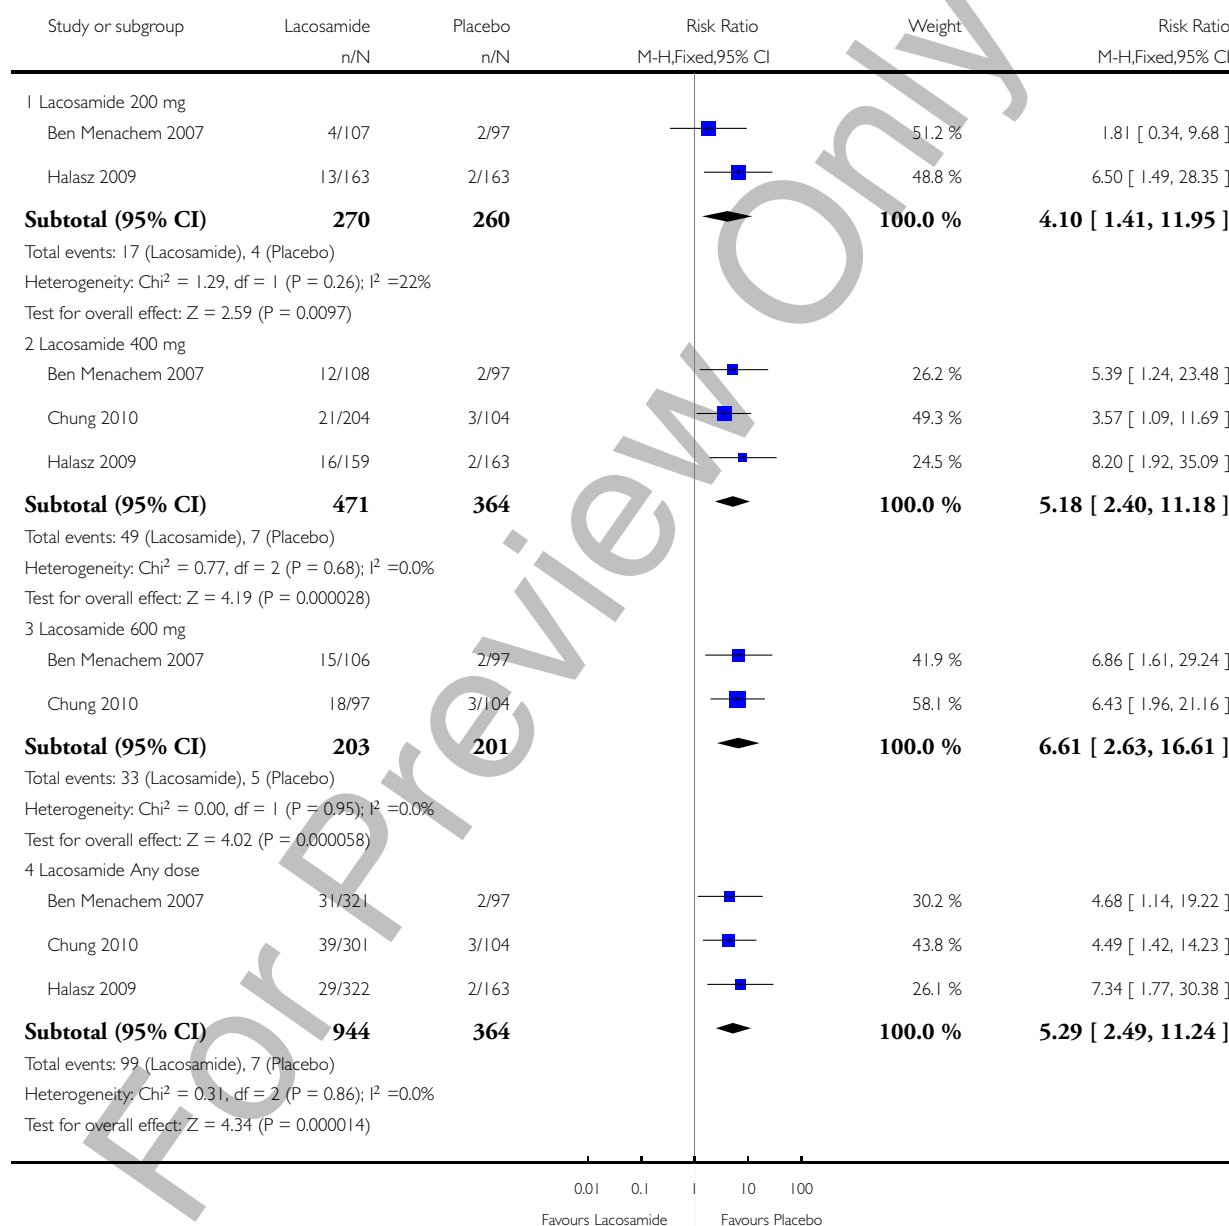 Study or subgroup Lacosamide Placebo Risk Ratio Weight Risk Ratio
n/N n/N M-H,Fixed,95% CI M-H,Fixed,95% CI
1 Lacosamide 200 mg
Ben Menachem 2007 4/107 2/97 51.2 % 1.81 [ 0.34, 9.68 ]
Halasz 2009 13/163 2/163 48.8 % 6.50 [ 1.49, 28.35 ]
Subtotal (95% CI) 270 260 100.0 % 4.10 [ 1.41, 11.95 ]
Total events: 17 (Lacosamide), 4 (Placebo)
Heterogeneity: Chi² = 1.29, df = 1 (P = 0.26); I² =22%
Test for overall effect: Z = 2.59 (P = 0.0097)
2 Lacosamide 400 mg
Ben Menachem 2007 12/108 2/97 26.2 % 5.39 [ 1.24, 23.48 ]
Chung 2010 21/204 3/104 49.3 % 3.57 [ 1.09, 11.69 ]
Halasz 2009 16/159 2/163 24.5 % 8.20 [ 1.92, 35.09 ]
Subtotal (95% CI) 471 364 100.0 % 5.18 [ 2.40, 11.18 ]
Total events: 49 (Lacosamide), 7 (Placebo)
Heterogeneity: Chi² = 0.77, df = 2 (P = 0.68); I² =0.0%
Test for overall effect: Z = 4.19 (P = 0.000028)
3 Lacosamide 600 mg
Ben Menachem 2007 15/106 2/97 41.9 % 6.86 [ 1.61, 29.24 ]
Chung 2010 18/97 3/104 58.1 % 6.43 [ 1.96, 21.16 ]
Subtotal (95% CI) 203 201 100.0 % 6.61 [ 2.63, 16.61 ]
Total events: 33 (Lacosamide), 5 (Placebo)
Heterogeneity: Chi² = 0.00, df = 1 (P = 0.95); I² =0.0%
Test for overall effect: Z = 4.02 (P = 0.000058)
4 Lacosamide Any dose
Ben Menachem 2007 31/321 2/97 30.2 % 4.68 [ 1.14, 19.22 ]
Chung 2010 39/301 3/104 43.8 % 4.49 [ 1.42, 14.23 ]
Halasz 2009 29/322 2/163 26.1 % 7.34 [ 1.77, 30.38 ]
Subtotal (95% CI) 944 364 100.0 % 5.29 [ 2.49, 11.24 ]
Total events: 99 (Lacosamide), 7 (Placebo)
Heterogeneity: Chi² = 0.31, df = 2 (P = 0.86); I² =0.0%
Test for overall effect: Z = 4.34 (P = 0.000014)
0.01 0.1 1 10 100
Favours Lacosamide Favours Placebo
For Preview Only